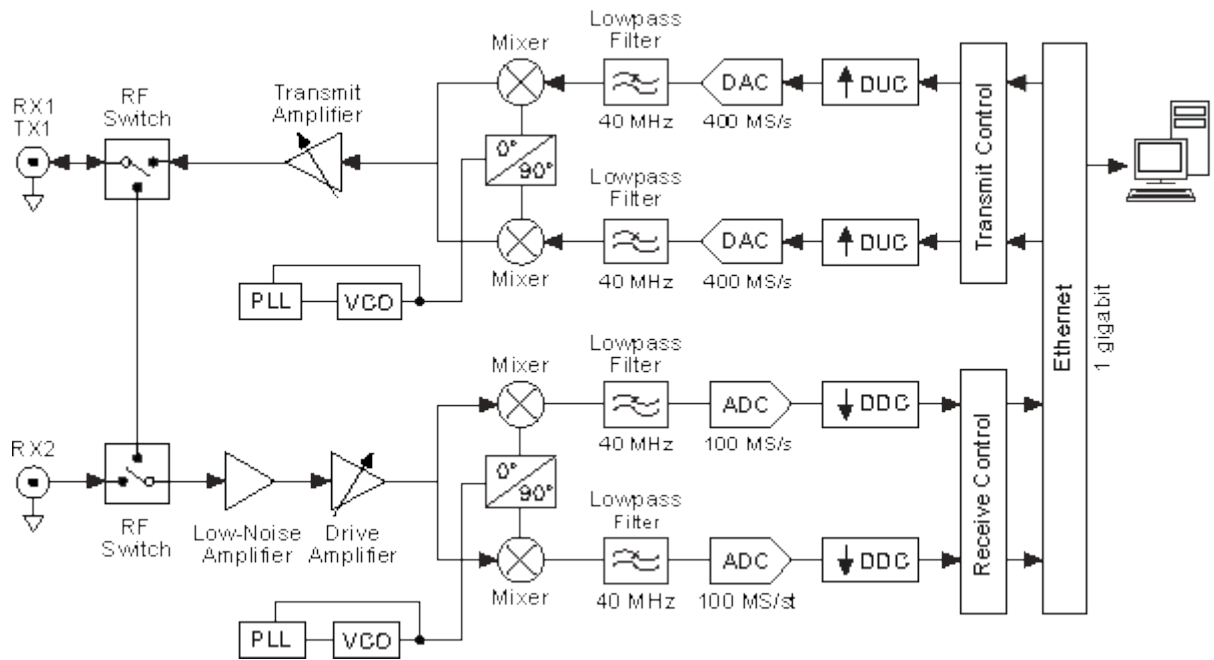 Lowpass
Filter
Mixer
DAC
DUC
40 MHz
400 MS/s
Transmit
Amplifier
RF
Switch
RX1
TX1
0°
90°
Lowpass
Filter
DAC
DUC
Mixer
40 MHz
400 MS/s
PLL
VCO
Transmit Control
Ethernet
1 gigabit
Lowpass
Filter
Mixer
ADC
DDC
40 MHz
100 MS/s
RX2
RF
Switch
Low-Noise
Amplifier
Drive
Amplifier
0°
90°
Lowpass
Filter
ADC
DDC
Mixer
40 MHz
100 MS/st
PLL
VCO
Receive Control